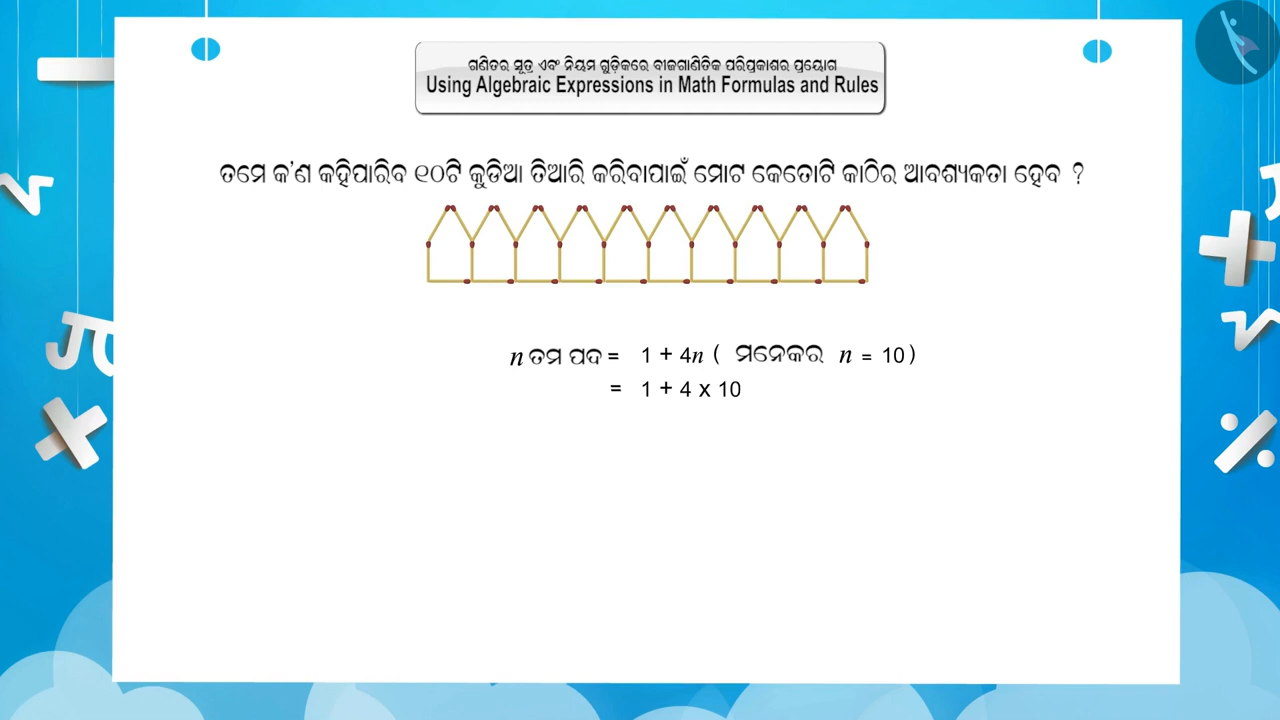 ଗଣିତର ସୂତ୍ର ଏବଂ ନିୟମ ଗୁଡ଼ିକରେ ବୀଜଗାଣିତିକ ପରିପ୍ରକାଶର ପ୍ରୟୋଗ
Using Algebraic Expressions in Math Formulas and Rules
ତମେ କ'ଣ କହିପାରିବ ୧୦ଟି କୁଡିଆ ତିଆରି କରିବାପାଇଁ ମୋଟ କେତୋଟି କାଠିର ଆବଶ୍ୟକତା ହେବ ?
n ତମ ପଦ = 1 + 4n ( ମନେକର n = 10 )
= 1 + 4 x 10